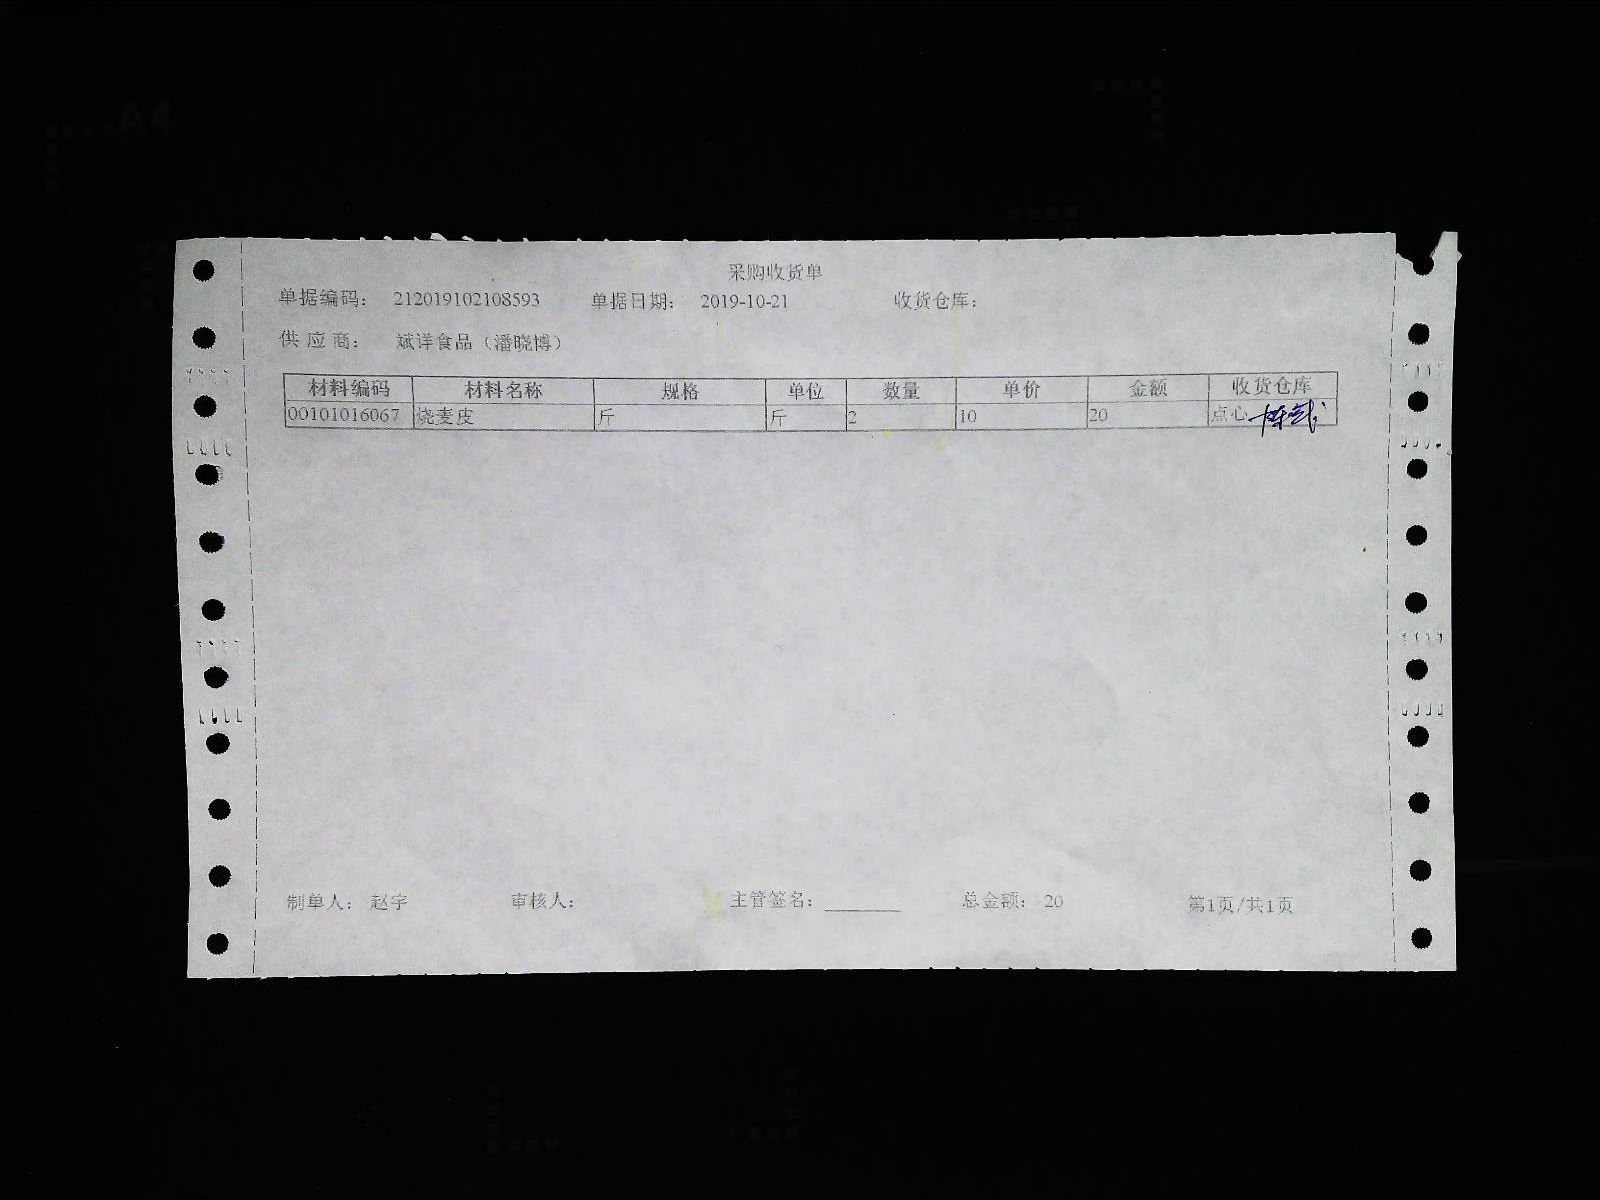 采购收货单
单据编码： 212019102108593 单据日期： 2019-10-21 收货仓库：
供 应 商： 斌洋食品（潘晓博）
材料编码 材料名称 规格 单位 数量 单价 金额 收货仓库
00101016067 烧麦皮 斤 斤 2 10 20 点心
制单人： 赵宇 审核人： 主管签名：________ 总金额： 20 第1页/共1页